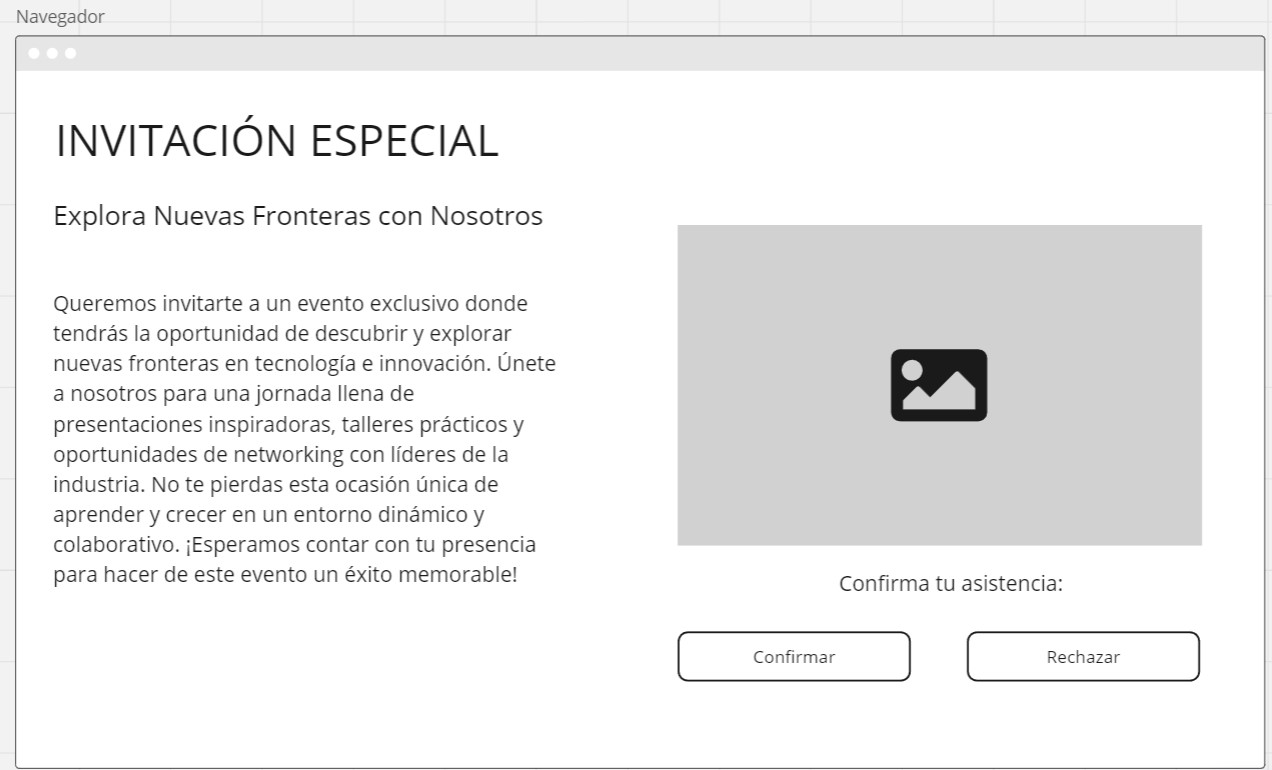 Navegador
INVITACIÓN ESPECIAL
Explora Nuevas Fronteras con Nosotros
Queremos invitarte a un evento exclusivo donde
tendrás la oportunidad de descubrir y explorar
nuevas fronteras en tecnología e innovación. Únete
a nosotros para una jornada llena de
presentaciones inspiradoras, talleres prácticos y
oportunidades de networking con líderes de la
industria. No te pierdas esta ocasión única de
aprender y crecer en un entorno dinámico y
colaborativo. ¡Esperamos contar con tu presencia
para hacer de este evento un éxito memorable!
Confirma tu asistencia:
Confirmar
Rechazar